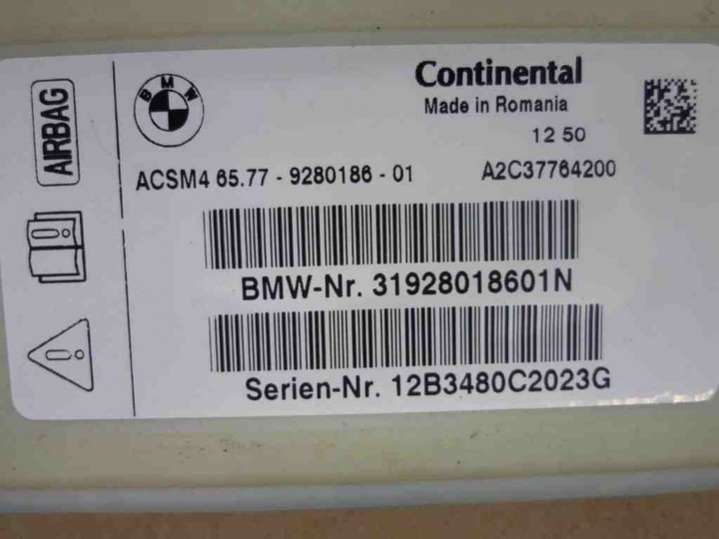 AIRBAG
BMW
Continental
Made in Romania
12 50
ACSM4 65.77 - 9280186 - 01 A2C37764200
BMW-Nr. 31928018601N
Serien-Nr. 12B3480C2023G